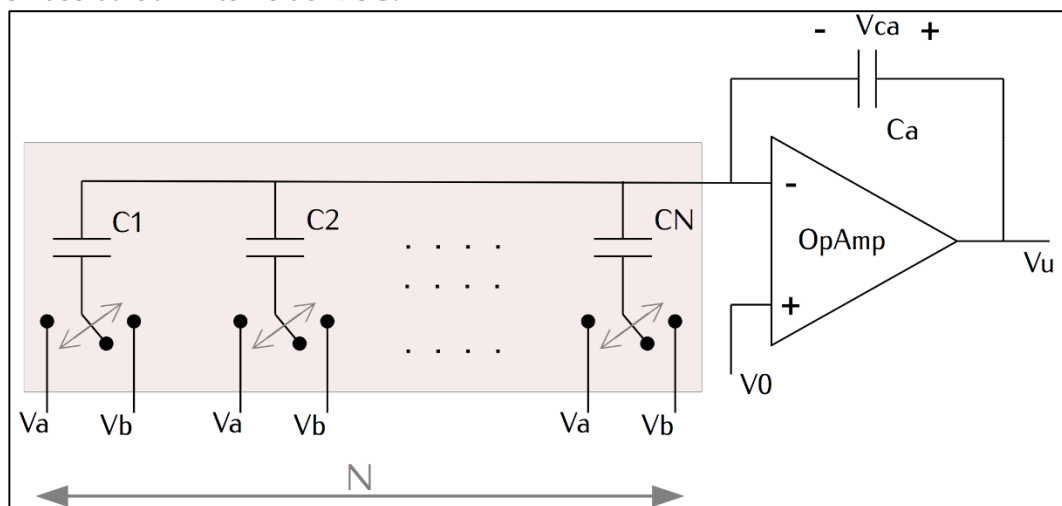 - Vca +
Ca
C1
C2
CN
-
OpAmp
+
Vu
V0
Va Vb Va Vb Va Vb
N